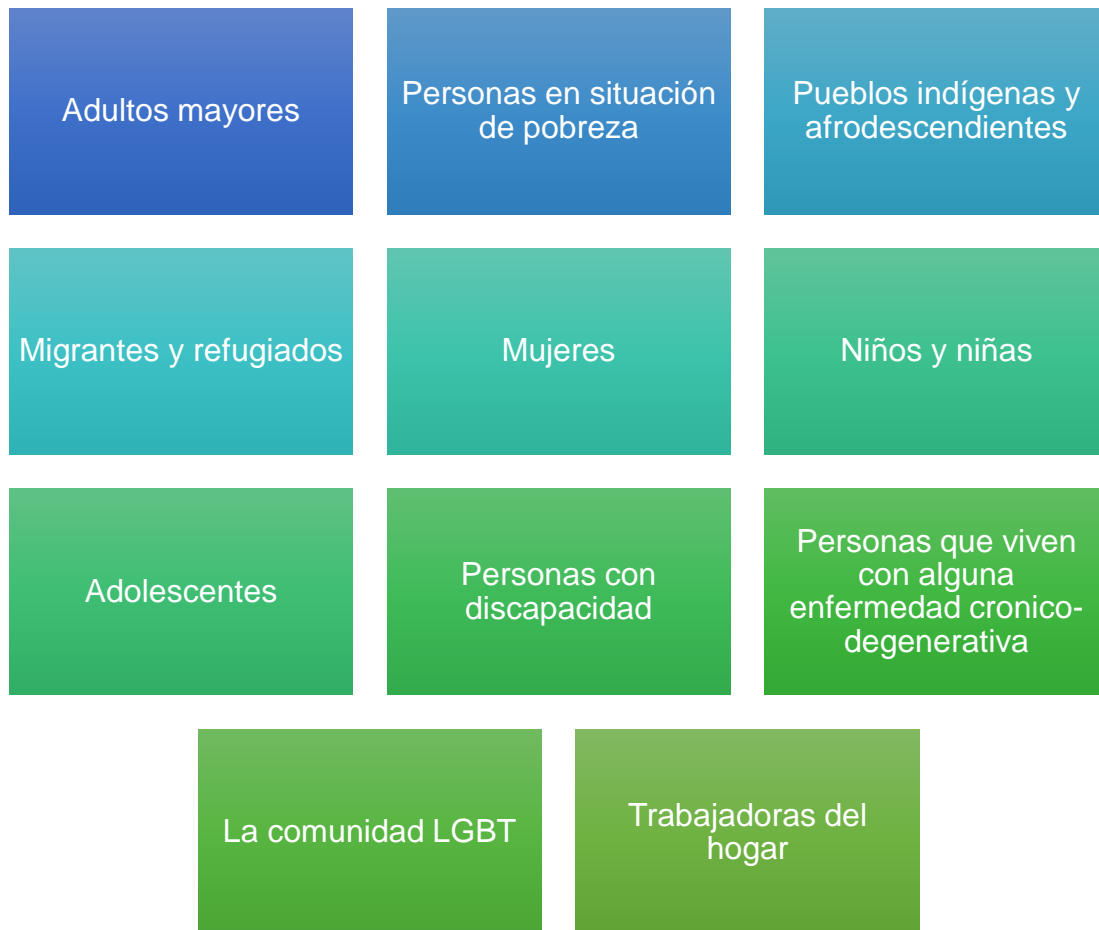 Adultos mayores
Personas en situación
de pobreza
Pueblos indígenas y
afrodescendientes
Migrantes y refugiados
Mujeres
Niños y niñas
Adolescentes
Personas con
discapacidad
Personas que viven
con alguna
enfermedad cronico-
degenerativa
La comunidad LGBT
Trabajadoras del
hogar